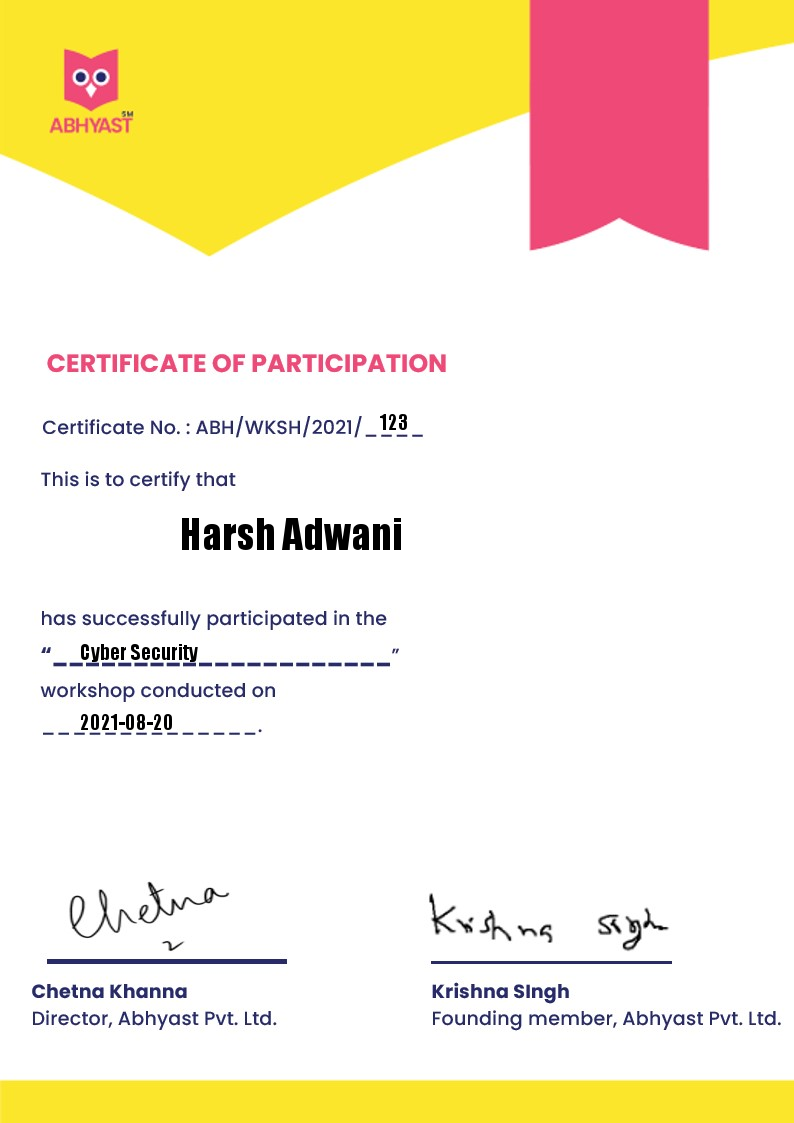 ABHYAST SM
CERTIFICATE OF PARTICIPATION
Certificate No. : ABH/WKSH/2021/_123_
This is to certify that
Harsh Adwani
has successfully participated in the
“ Cyber Security ”
workshop conducted on
2021-08-20 .
Chetna
Krishna Singh
Chetna Khanna
Krishna SIngh
Director, Abhyast Pvt. Ltd.
Founding member, Abhyast Pvt. Ltd.